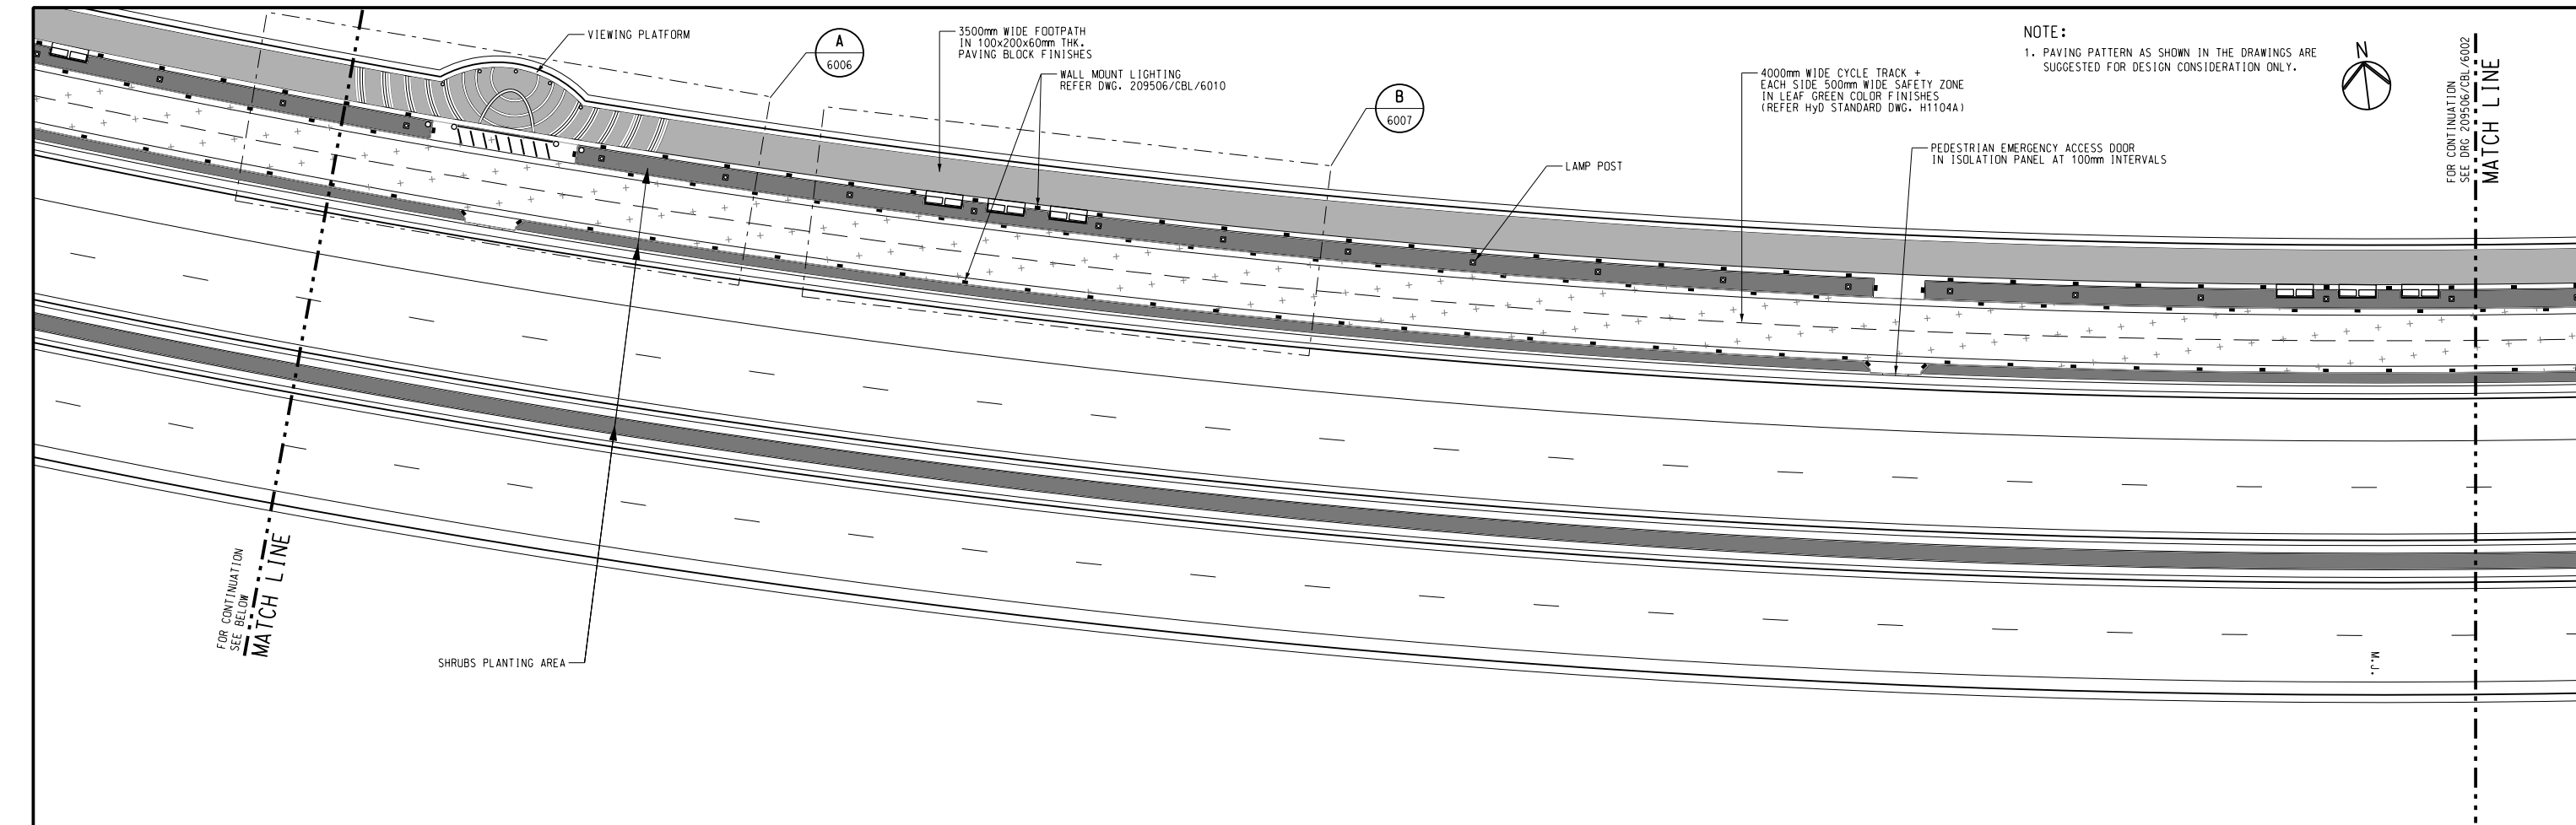 VIEWING PLATFORM
A
6006
3500mm WIDE FOOTPATH
IN 100x200x60mm THK.
PAVING BLOCK FINISHES
WALL MOUNT LIGHTING
REFER DWG. 209506/CBL/6010
B
6007
LAMP POST
4000mm WIDE CYCLE TRACK +
EACH SIDE 500mm WIDE SAFETY ZONE
IN LEAF GREEN COLOR FINISHES
(REFER HyD STANDARD DWG. H1104A)
PEDESTRIAN EMERGENCY ACCESS DOOR
IN ISOLATION PANEL AT 100mm INTERVALS
NOTE:
1. PAVING PATTERN AS SHOWN IN THE DRAWINGS ARE
SUGGESTED FOR DESIGN CONSIDERATION ONLY.
N
FOR CONTINUATION
SEE DRG 209506/CBL/6002
MATCH LINE
FOR CONTINUATION
SEE BELOW
MATCH LINE
SHRUBS PLANTING AREA
M.J.